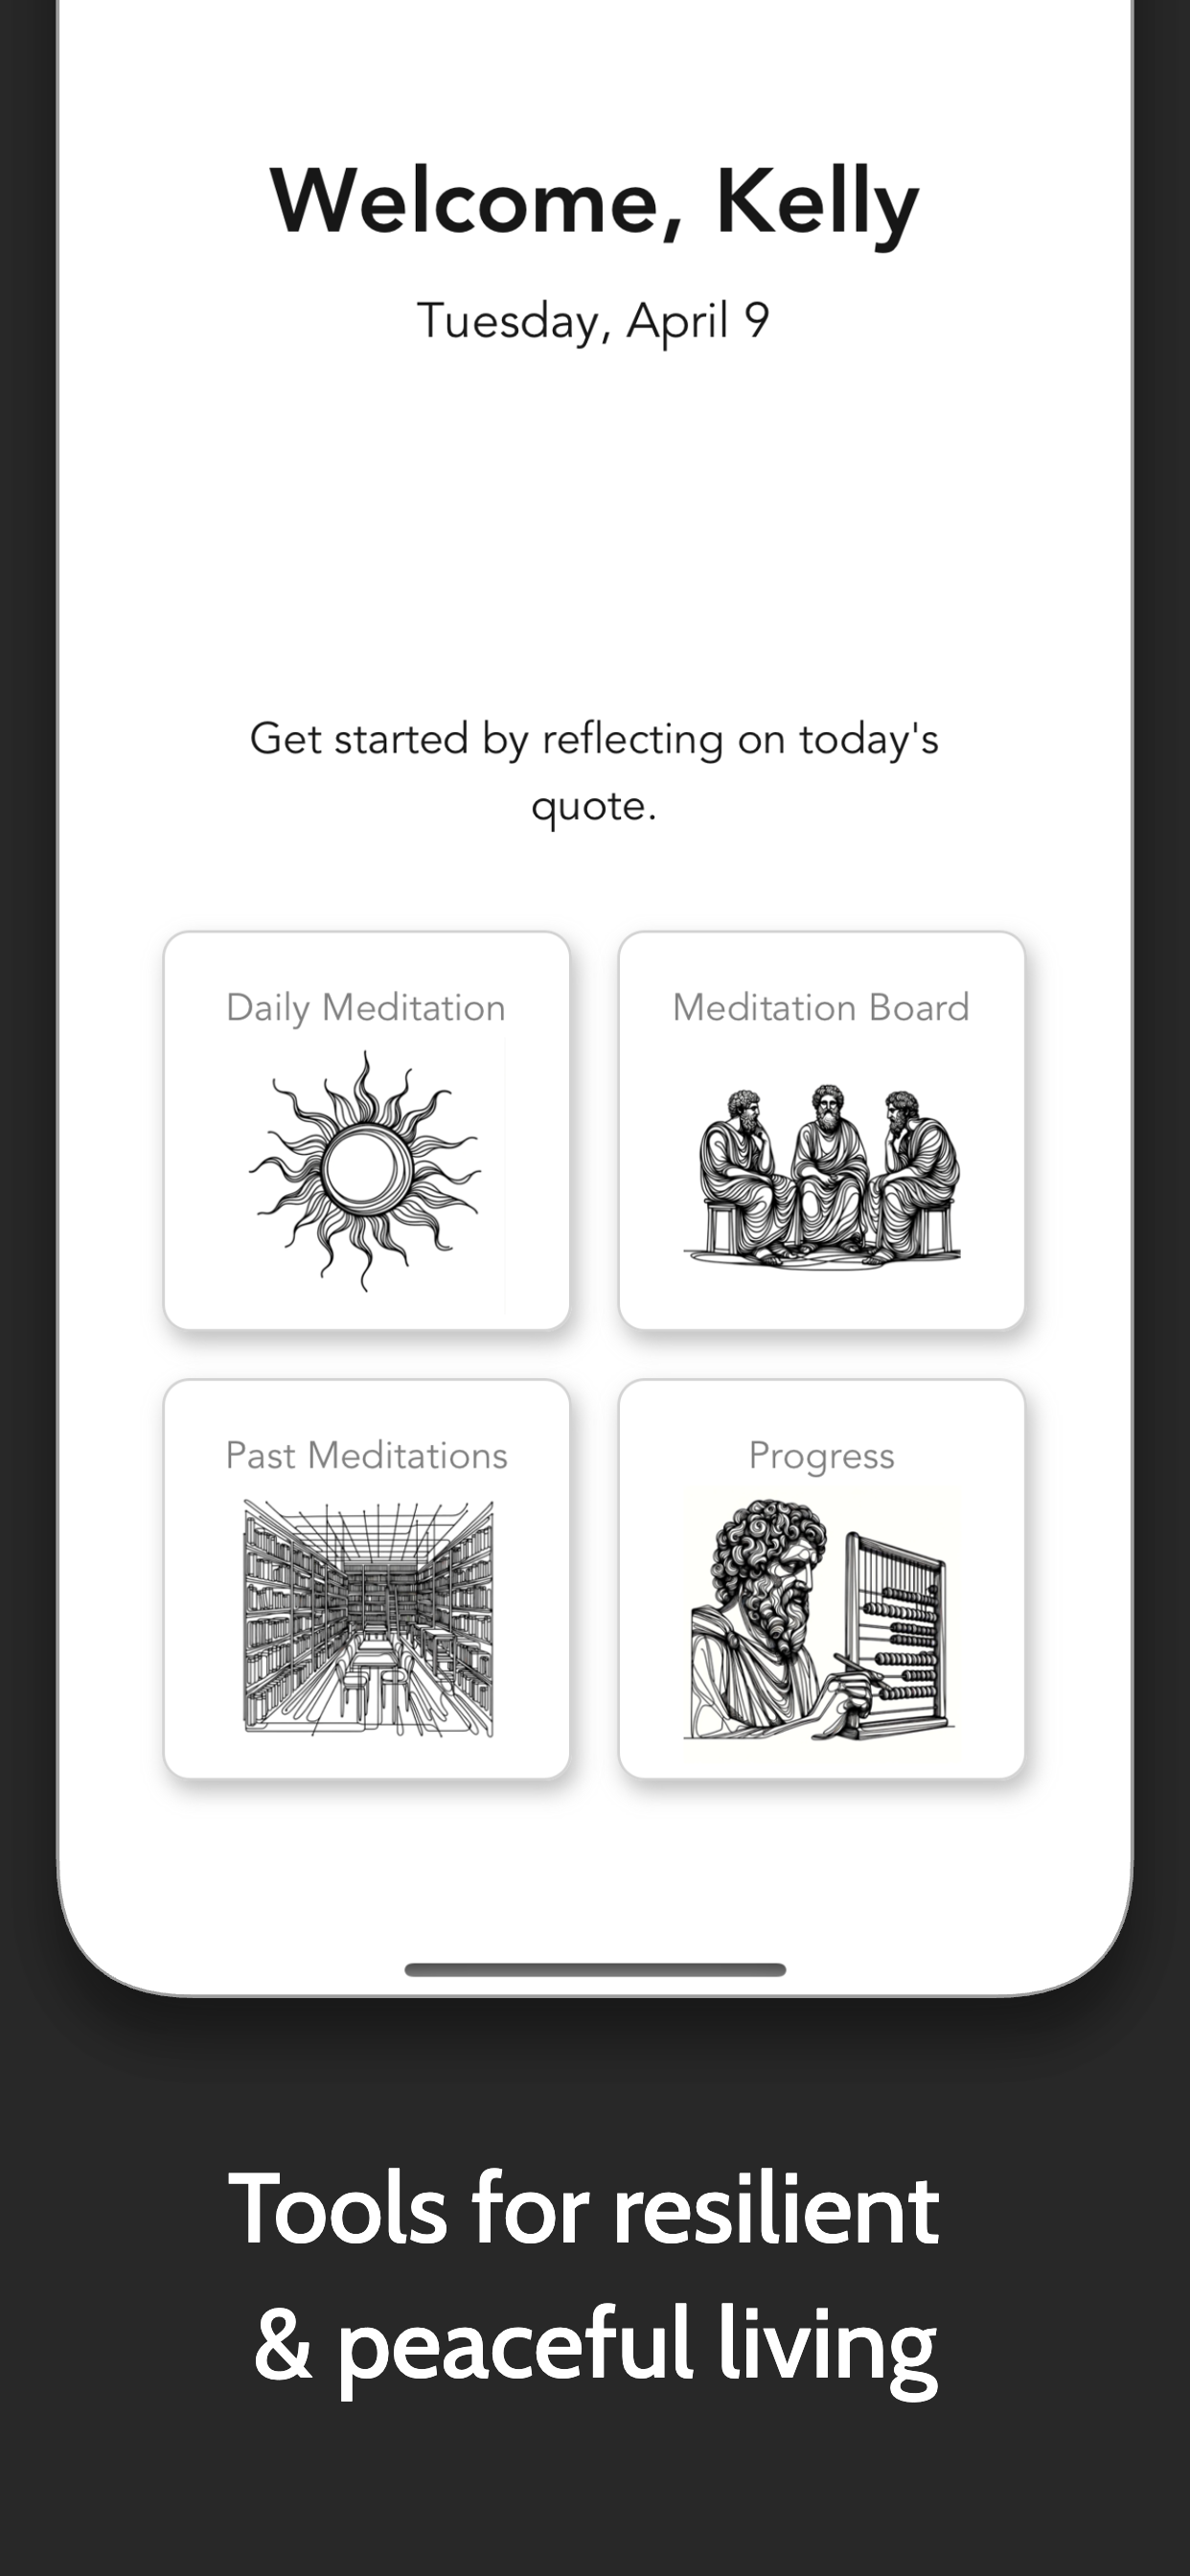 Welcome, Kelly
Tuesday, April 9
Get started by reflecting on today's
quote.
Daily Meditation
Meditation Board
Past Meditations
Progress
Tools for resilient
& peaceful living